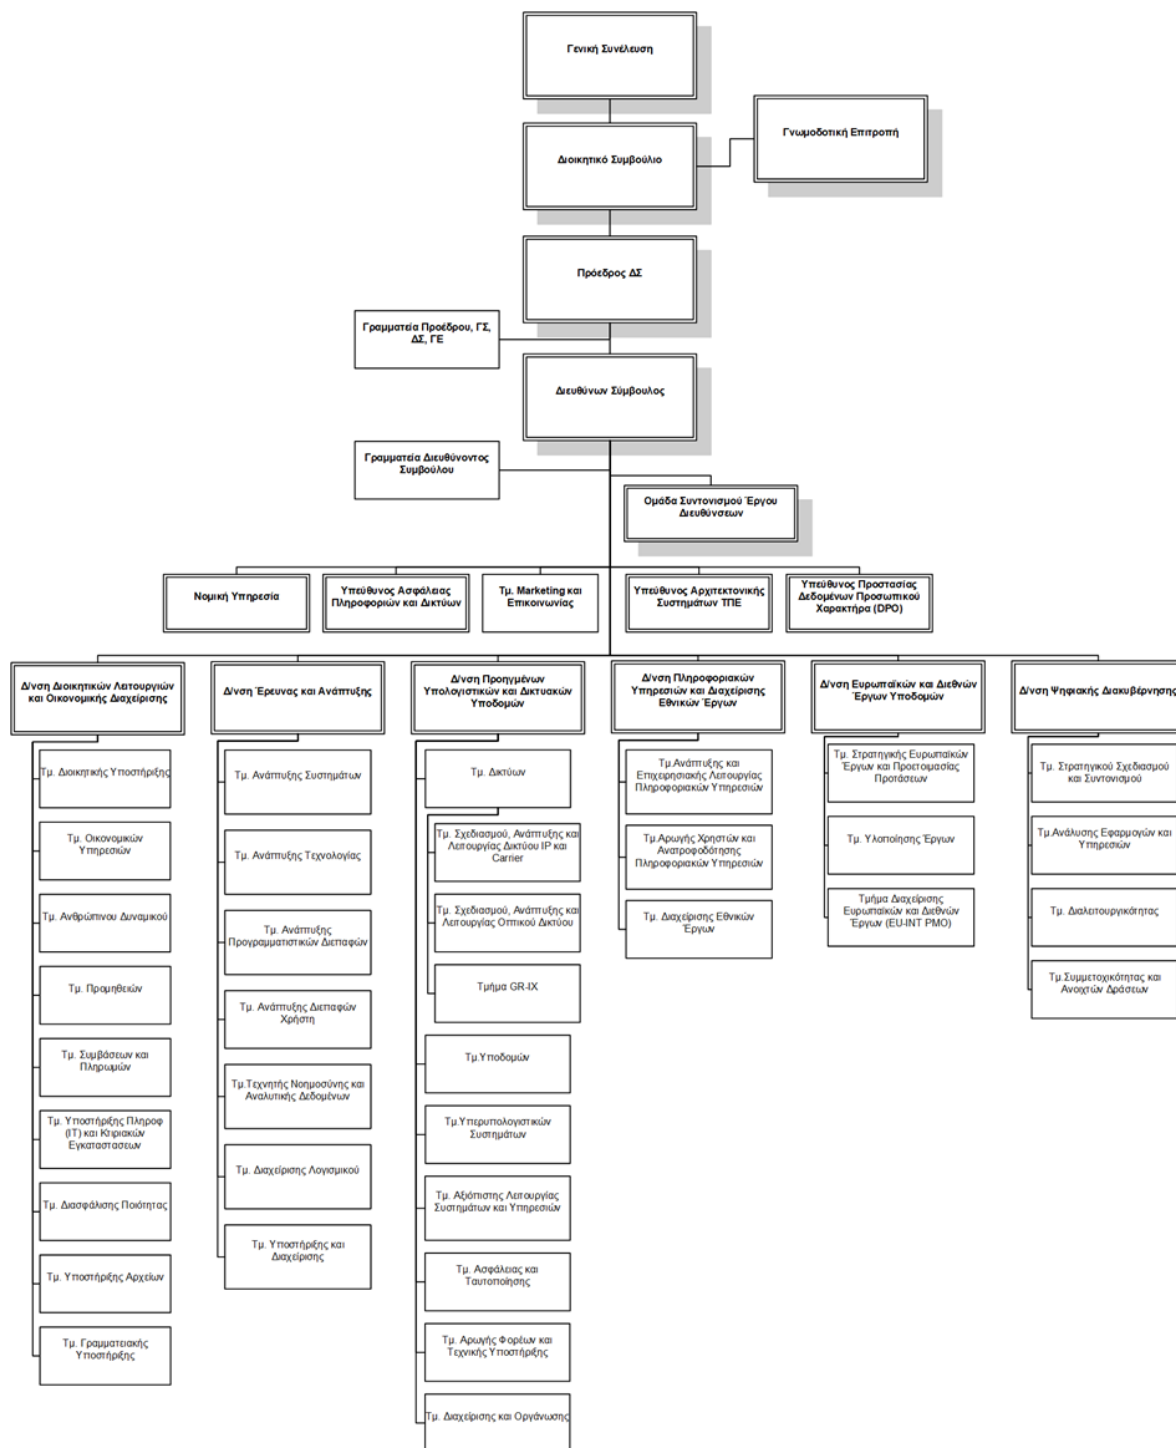 Γενική Συνέλευση
Γνωμοδοτική Επιτροπή
Διοικητικό Συμβούλιο
Πρόεδρος ΔΣ
Γραμματεία Προέδρου, ΓΣ,
ΔΣ, ΓΕ
Διευθύνων Σύμβουλος
Γραμματεία Διευθύνοντος
Συμβούλου
Ομάδα Συντονισμού Έργου
Διευθύνσεων
Νομική Υπηρεσία
Υπεύθυνος Ασφάλειας
Πληροφοριών και Δικτύων
Τμ. Marketing και
Επικοινωνίας
Υπεύθυνος Αρχιτεκτονικής
Συστημάτων ΤΠΕ
Υπεύθυνος Προστασίας
Δεδομένων Προσωπικού
Χαρακτήρα (DPO)
Δ/νση Διοικητικών Λειτουργιών
και Οικονομικής Διαχείρισης
Τμ. Διοικητικής Υποστήριξης
Τμ. Οικονομικών
Υπηρεσιών
Τμ. Ανθρώπινου Δυναμικού
Τμ. Προμηθειών
Τμ. Συμβάσεων και
Πληρωμών
Τμ. Υποστήριξης Πληροφ
(IT) και Κτιριακών
Εγκαταστασεων
Τμ. Διασφάλισης Ποιότητας
Τμ. Υποστήριξης Αρχείων
Τμ. Γραμματειακής
Υποστήριξης
Δ/νση Έρευνας και Ανάπτυξης
Τμ. Ανάπτυξης Συστημάτων
Τμ. Ανάπτυξης Τεχνολογίας
Τμ. Ανάπτυξης
Προγραμματιστικών Διεπαφών
Τμ. Ανάπτυξης Διεπαφών
Χρήστη
Τμ.Τεχνητής Νοημοσύνης και
Αναλυτικής Δεδομένων
Τμ. Διαχείρισης Λογισμικού
Τμ. Υποστήριξης και
Διαχείρισης
Δ/νση Προηγμένων
Υπολογιστικών και Δικτυακών
Υποδομών
Τμ. Δικτύων
Τμ. Σχεδιασμού, Ανάπτυξης και
Λειτουργίας Δικτύου IP και
Carrier
Τμ. Σχεδιασμού, Ανάπτυξης και
Λειτουργίας Οπτικού Δικτύου
Τμήμα GR-IX
Τμ.Υποδομών
Τμ.Υπερυπολογιστικών
Συστημάτων
Τμ. Αξιόπιστης Λειτουργίας
Συστημάτων και Υπηρεσιών
Τμ. Ασφάλειας και
Ταυτοποίησης
Τμ. Αρωγής Φορέων και
Τεχνικής Υποστήριξης
Τμ. Διαχείρισης και Οργάνωσης
Δ/νση Πληροφοριακών
Υπηρεσιών και Διαχείρισης
Εθνικών Έργων
Τμ.Ανάπτυξης και
Επιχειρησιακής Λειτουργίας
Πληροφοριακών Υπηρεσιών
Τμ.Αρωγής Χρηστών και
Ανατροφοδότησης
Πληροφοριακών Υπηρεσιών
Τμ. Διαχείρισης Εθνικών
Έργων
Δ/νση Ευρωπαϊκών και Διεθνών
Έργων Υποδομών
Τμ. Στρατηγικής Ευρωπαϊκών
Έργων και Προετοιμασίας
Προτάσεων
Τμ. Υλοποίησης Έργων
Τμήμα Διαχείρισης
Ευρωπαϊκών και Διεθνών
Έργων (EU-INT PMO)
Δ/νση Ψηφιακής Διακυβέρνησης
Τμ. Στρατηγικού Σχεδιασμού
και Συντονισμού
Τμ.Ανάλυσης Εφαρμογών και
Υπηρεσιών
Τμ. Διαλειτουργικότητας
Τμ.Συμμετοχικότητας και
Ανοιχτών Δράσεων